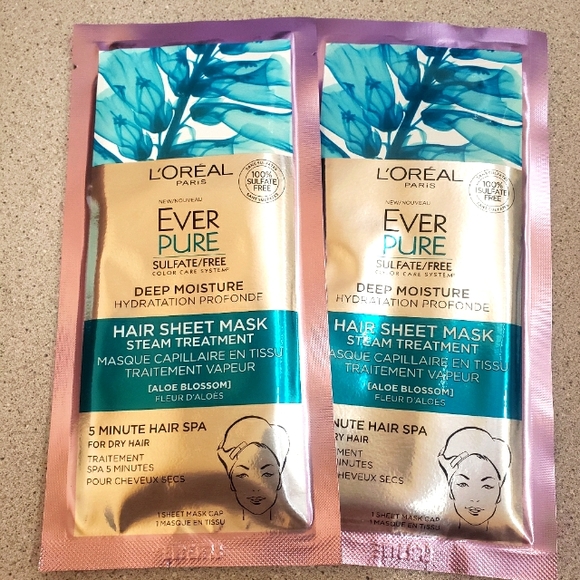 L'ORÉAL
PARIS
100%
SULFATE
FREE
NEW/NOUVEAU
EVER
PURE
SULFATE/FREE
COLOR CARE SYSTEM
DEEP MOISTURE
HYDRATATION PROFONDE
HAIR SHEET MASK
STEAM TREATMENT
MASQUE CAPILLAIRE EN TISSU
TRAITEMENT VAPEUR
[ALOE BLOSSOM]
FLEUR D'ALOÈS
5 MINUTE HAIR SPA
FOR DRY HAIR
TRAITEMENT
SPA 5 MINUTES
POUR CHEVEUX SECS
1 SHEET MASK CAP
1 MASQUE EN TISSU
L'ORÉAL
PARIS
100%
SULFATE
FREE
NEW/NOUVEAU
EVER
PURE
SULFATE/FREE
COLOR CARE SYSTEM
DEEP MOISTURE
HYDRATATION PROFONDE
HAIR SHEET MASK
STEAM TREATMENT
MASQUE CAPILLAIRE EN TISSU
TRAITEMENT VAPEUR
[ALOE BLOSSOM]
FLEUR D'ALOÈS
NUTE HAIR SPA
RY HAIR
MENT
MINUTES
CHEVEUX SECS
1 SHEET MASK CAP
1 MASQUE EN TISSU